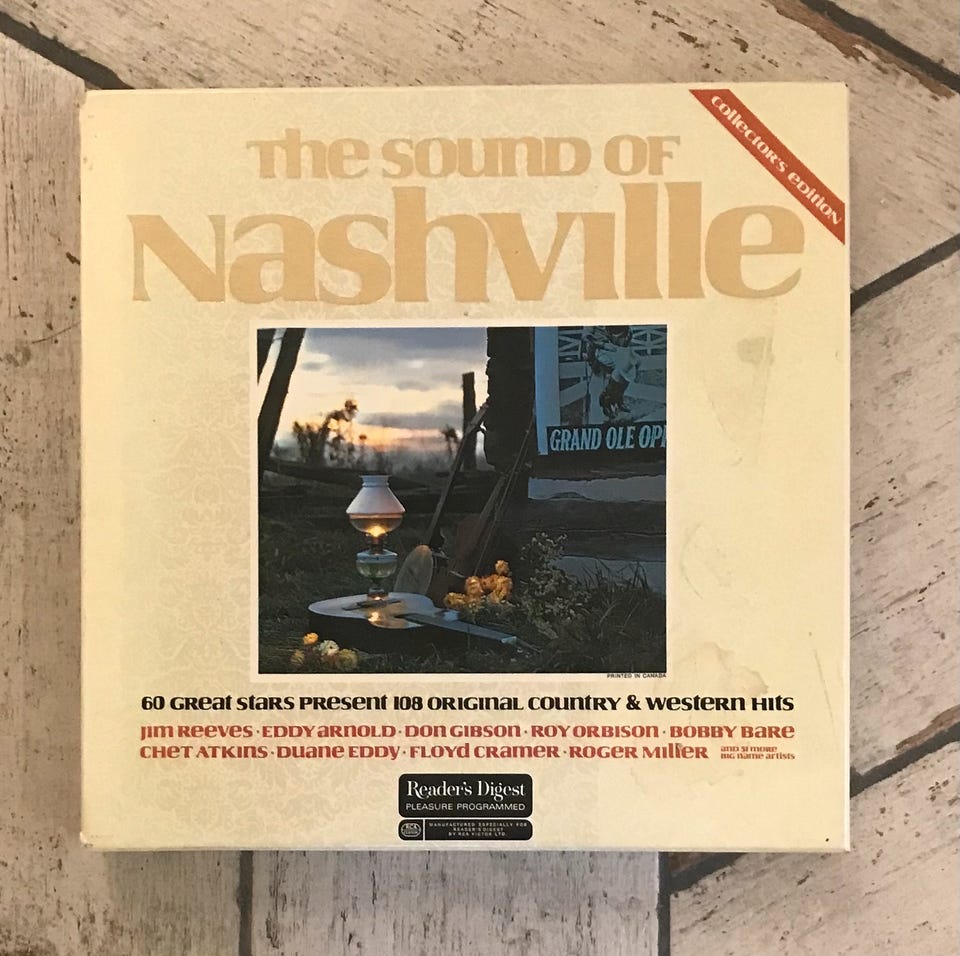 collector's edition
the sound of
Nashville
GRAND OLE OP
PRINTED IN CANADA
60 great stars present 108 original country & western hits
jim reeves · eddy arnold · don gibson · roy orbison · bobby bare
chet atkins · duane eddy · floyd cramer · roger miller and 51 more
big name artists
Reader's Digest
PLEASURE PROGRAMMED
RCA
MANUFACTURED ESPECIALLY FOR
READER'S DIGEST
BY RCA VICTOR LTD.